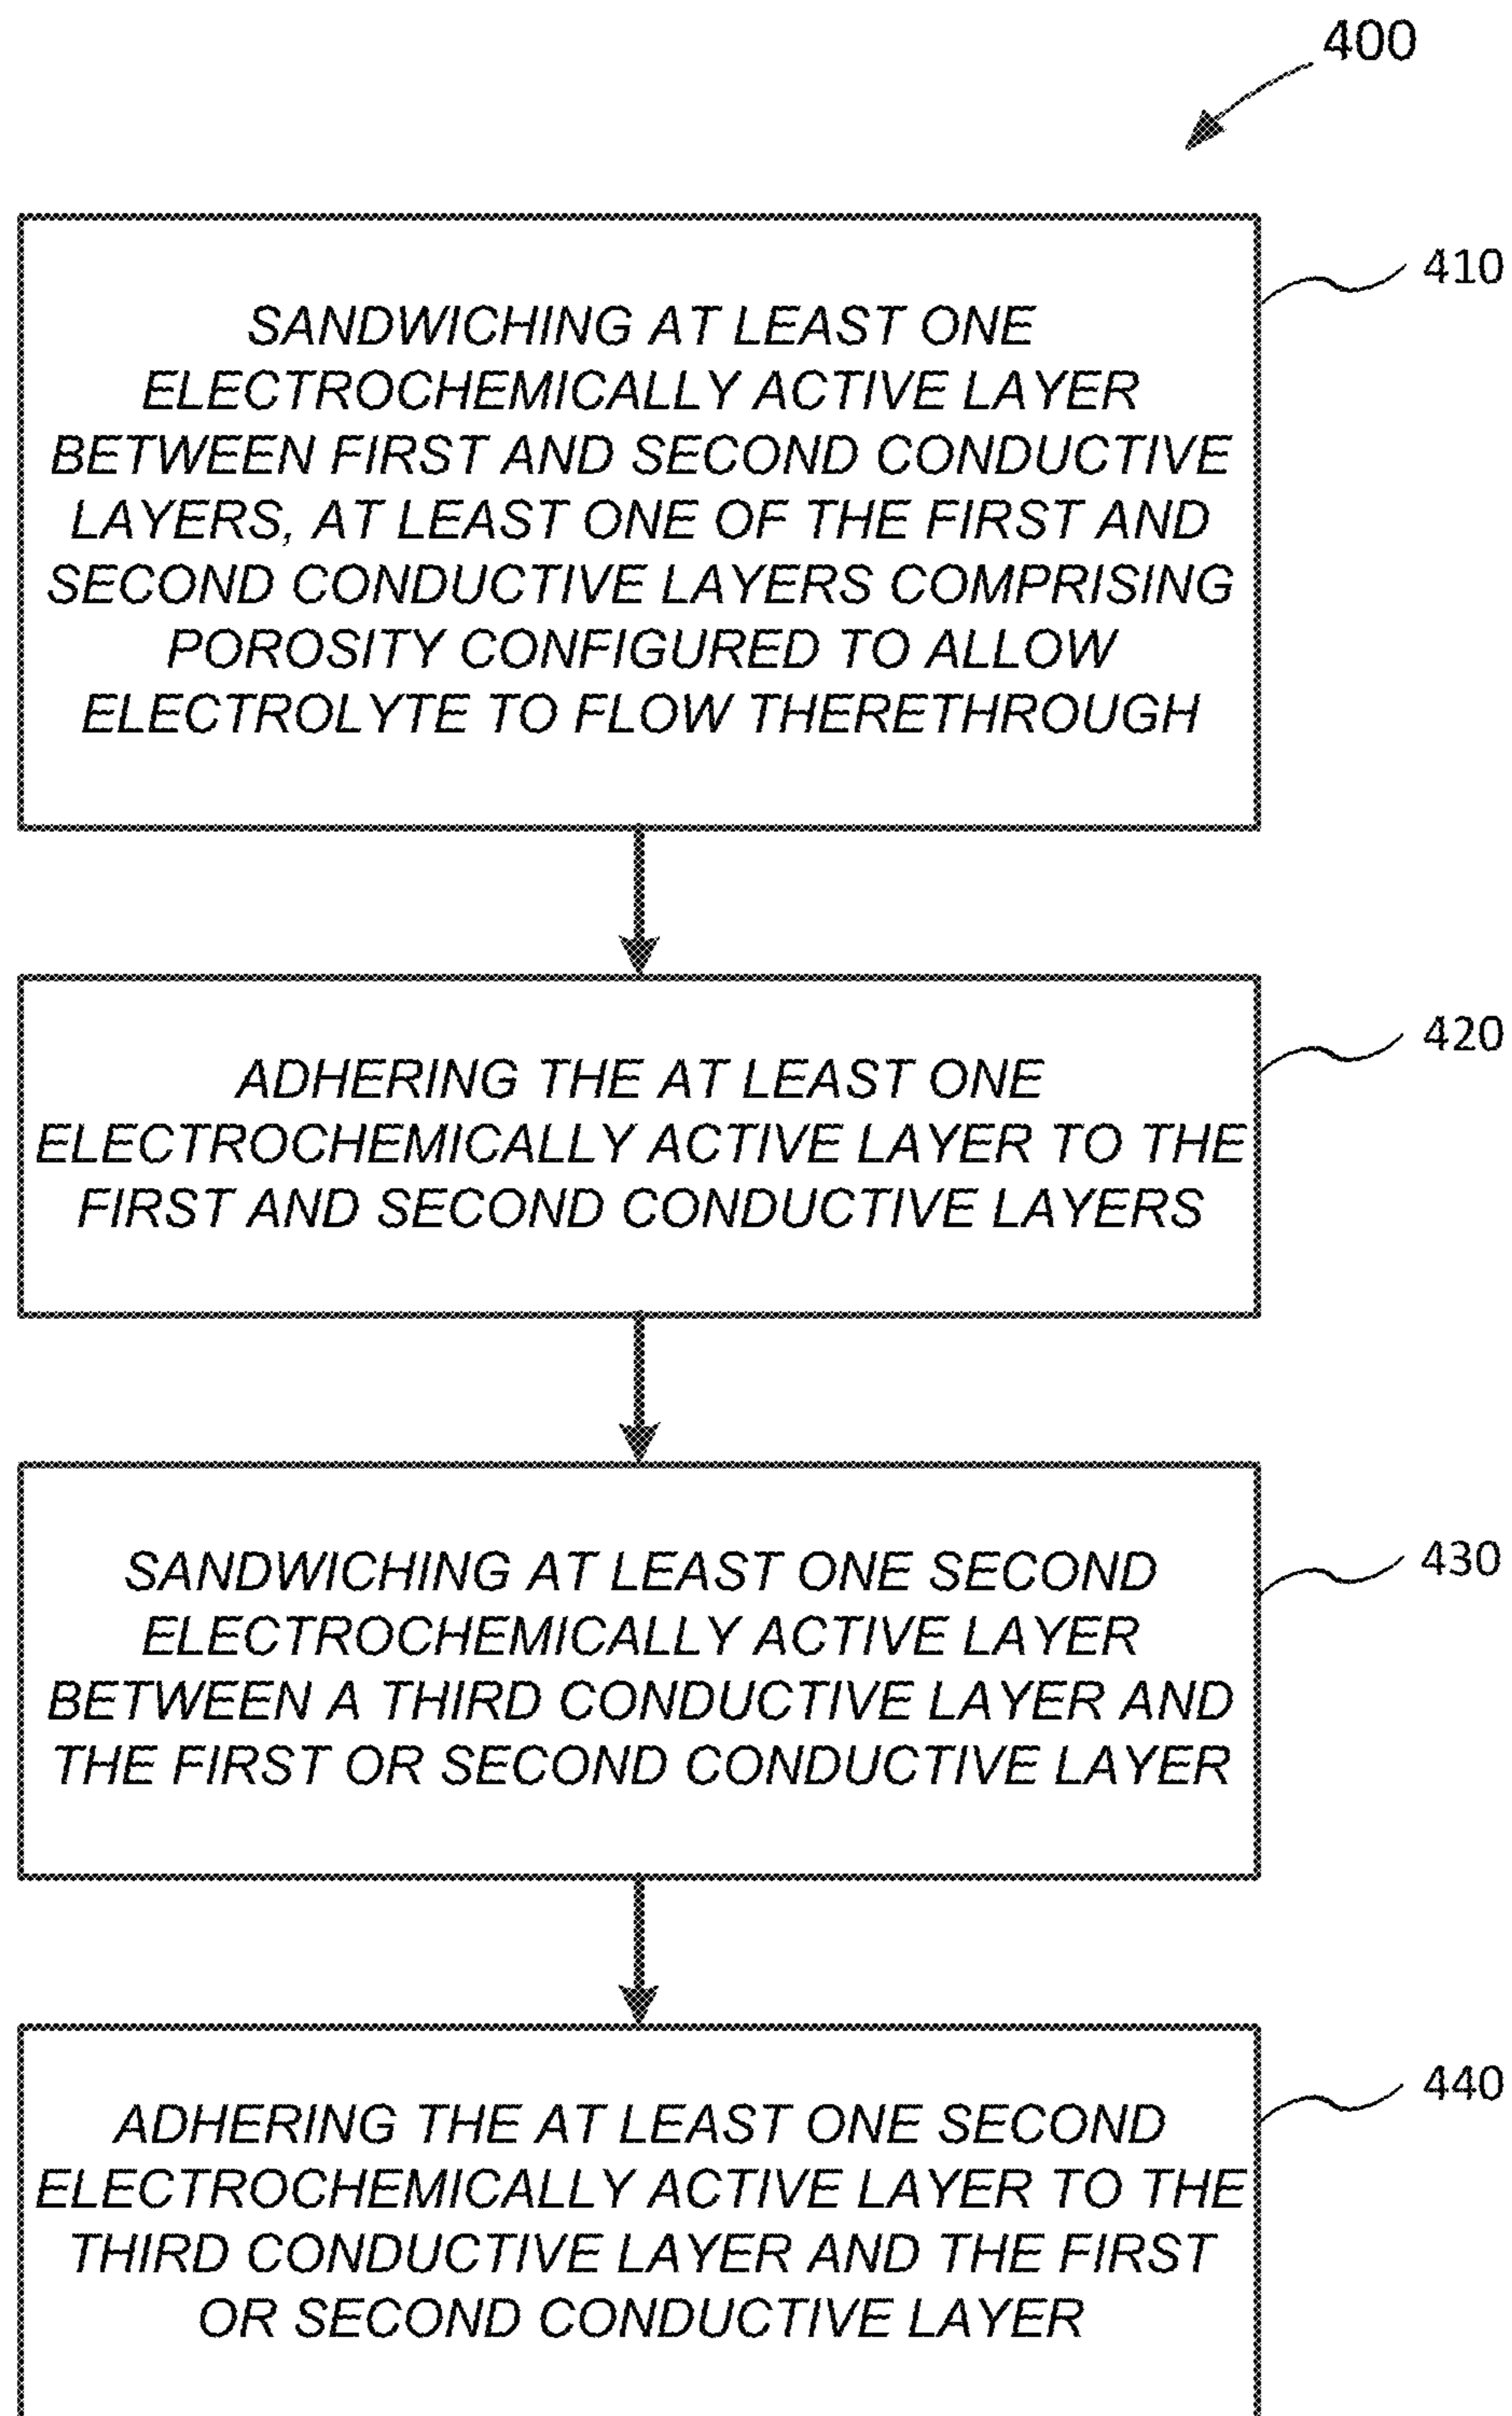 400
410
SANDWICHING AT LEAST ONE
ELECTROCHEMICALLY ACTIVE LAYER
BETWEEN FIRST AND SECOND CONDUCTIVE
LAYERS, AT LEAST ONE OF THE FIRST AND
SECOND CONDUCTIVE LAYERS COMPRISING
POROSITY CONFIGURED TO ALLOW
ELECTROLYTE TO FLOW THERETHROUGH
420
ADHERING THE AT LEAST ONE
ELECTROCHEMICALLY ACTIVE LAYER TO THE
FIRST AND SECOND CONDUCTIVE LAYERS
430
SANDWICHING AT LEAST ONE SECOND
ELECTROCHEMICALLY ACTIVE LAYER
BETWEEN A THIRD CONDUCTIVE LAYER AND
THE FIRST OR SECOND CONDUCTIVE LAYER
440
ADHERING THE AT LEAST ONE SECOND
ELECTROCHEMICALLY ACTIVE LAYER TO THE
THIRD CONDUCTIVE LAYER AND THE FIRST
OR SECOND CONDUCTIVE LAYER